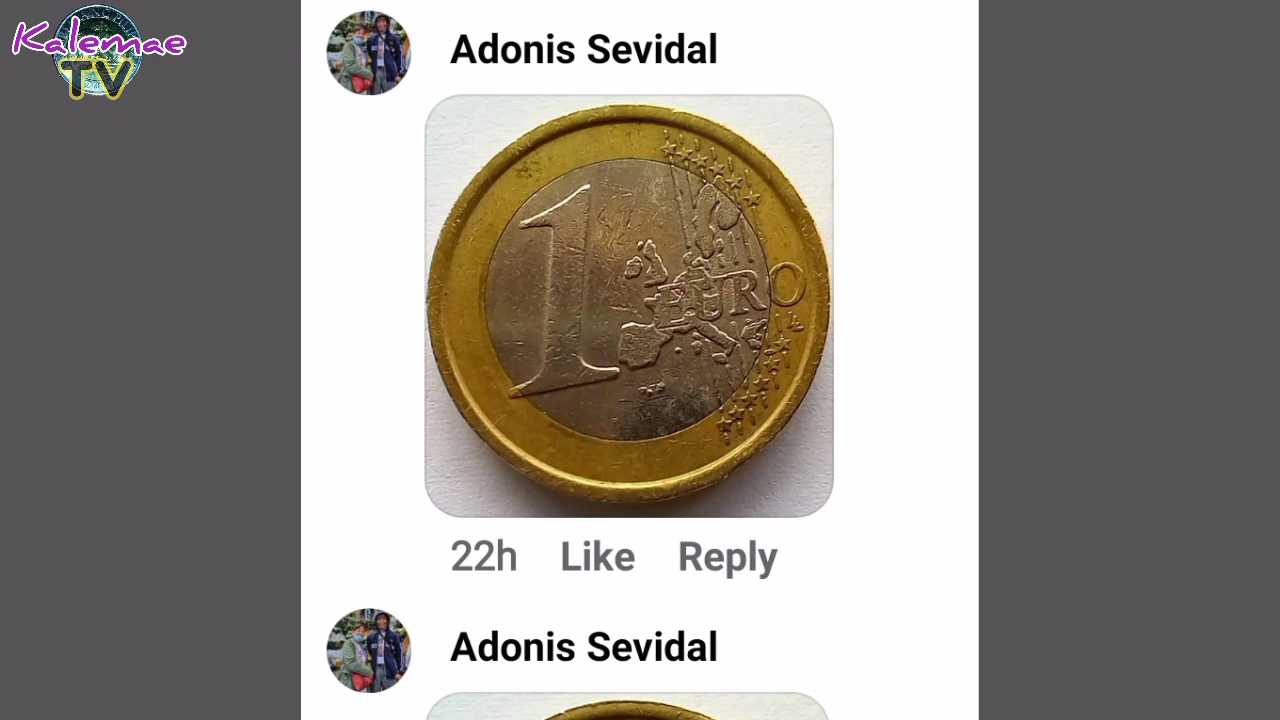 Kalemae
TV
Adonis Sevidal
1
EURO
22h Like Reply
Adonis Sevidal